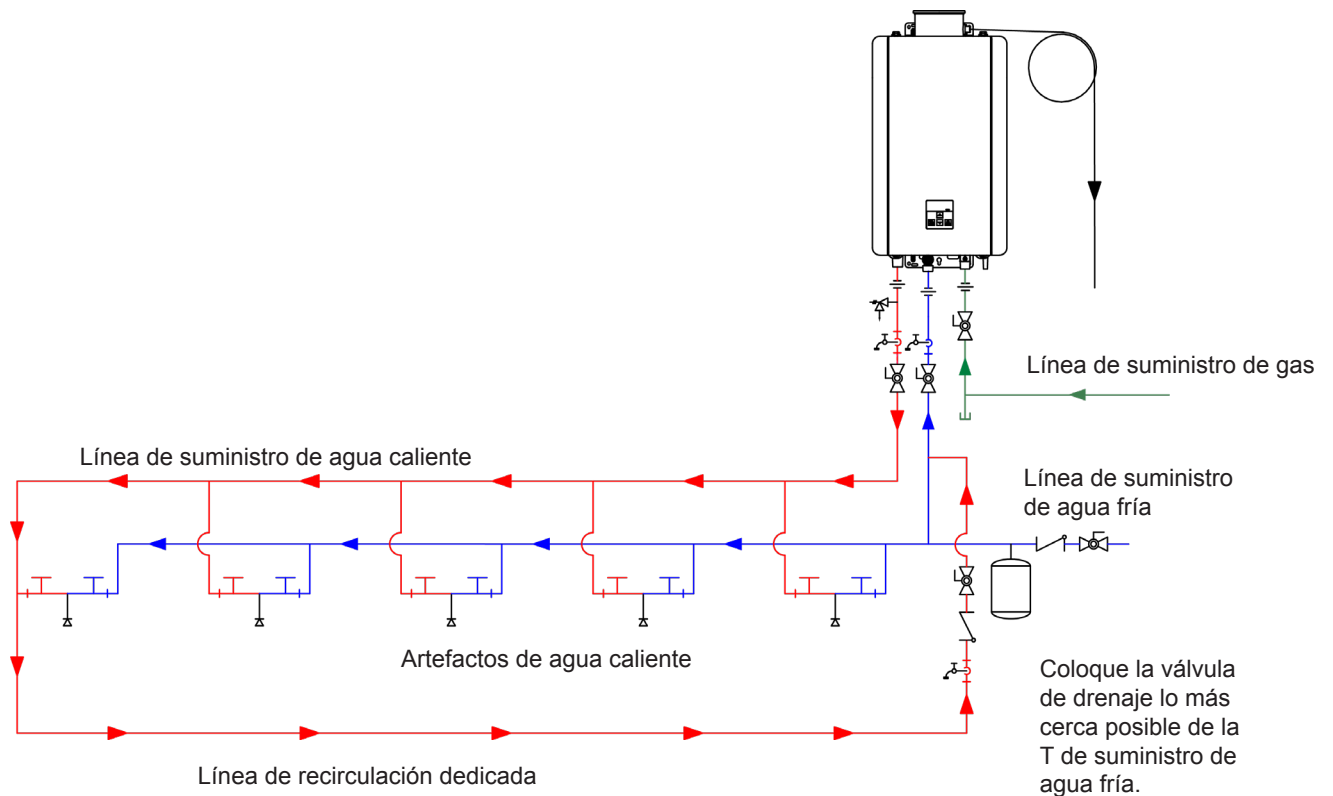 Línea de suministro de gas
Línea de suministro de agua caliente
Línea de suministro
de agua fría
Artefactos de agua caliente
Coloque la válvula
de drenaje lo más
cerca posible de la
T de suministro de
agua fría.
Línea de recirculación dedicada